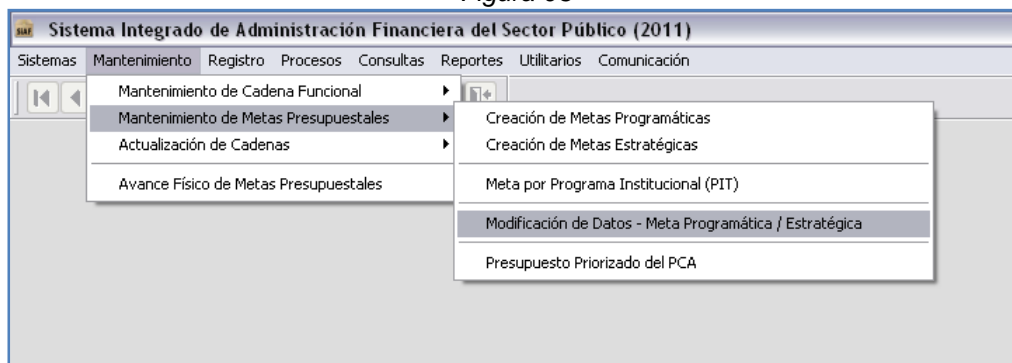 SIAF Sistema Integrado de Administración Financiera del Sector Público (2011)
Sistemas Mantenimiento Registro Procesos Consultas Reportes Utilitarios Comunicación
Mantenimiento de Cadena Funcional
Mantenimiento de Metas Presupuestales
Actualización de Cadenas
Avance Físico de Metas Presupuestales
Creación de Metas Programáticas
Creación de Metas Estratégicas
Meta por Programa Institucional (PIT)
Modificación de Datos - Meta Programática / Estratégica
Presupuesto Priorizado del PCA